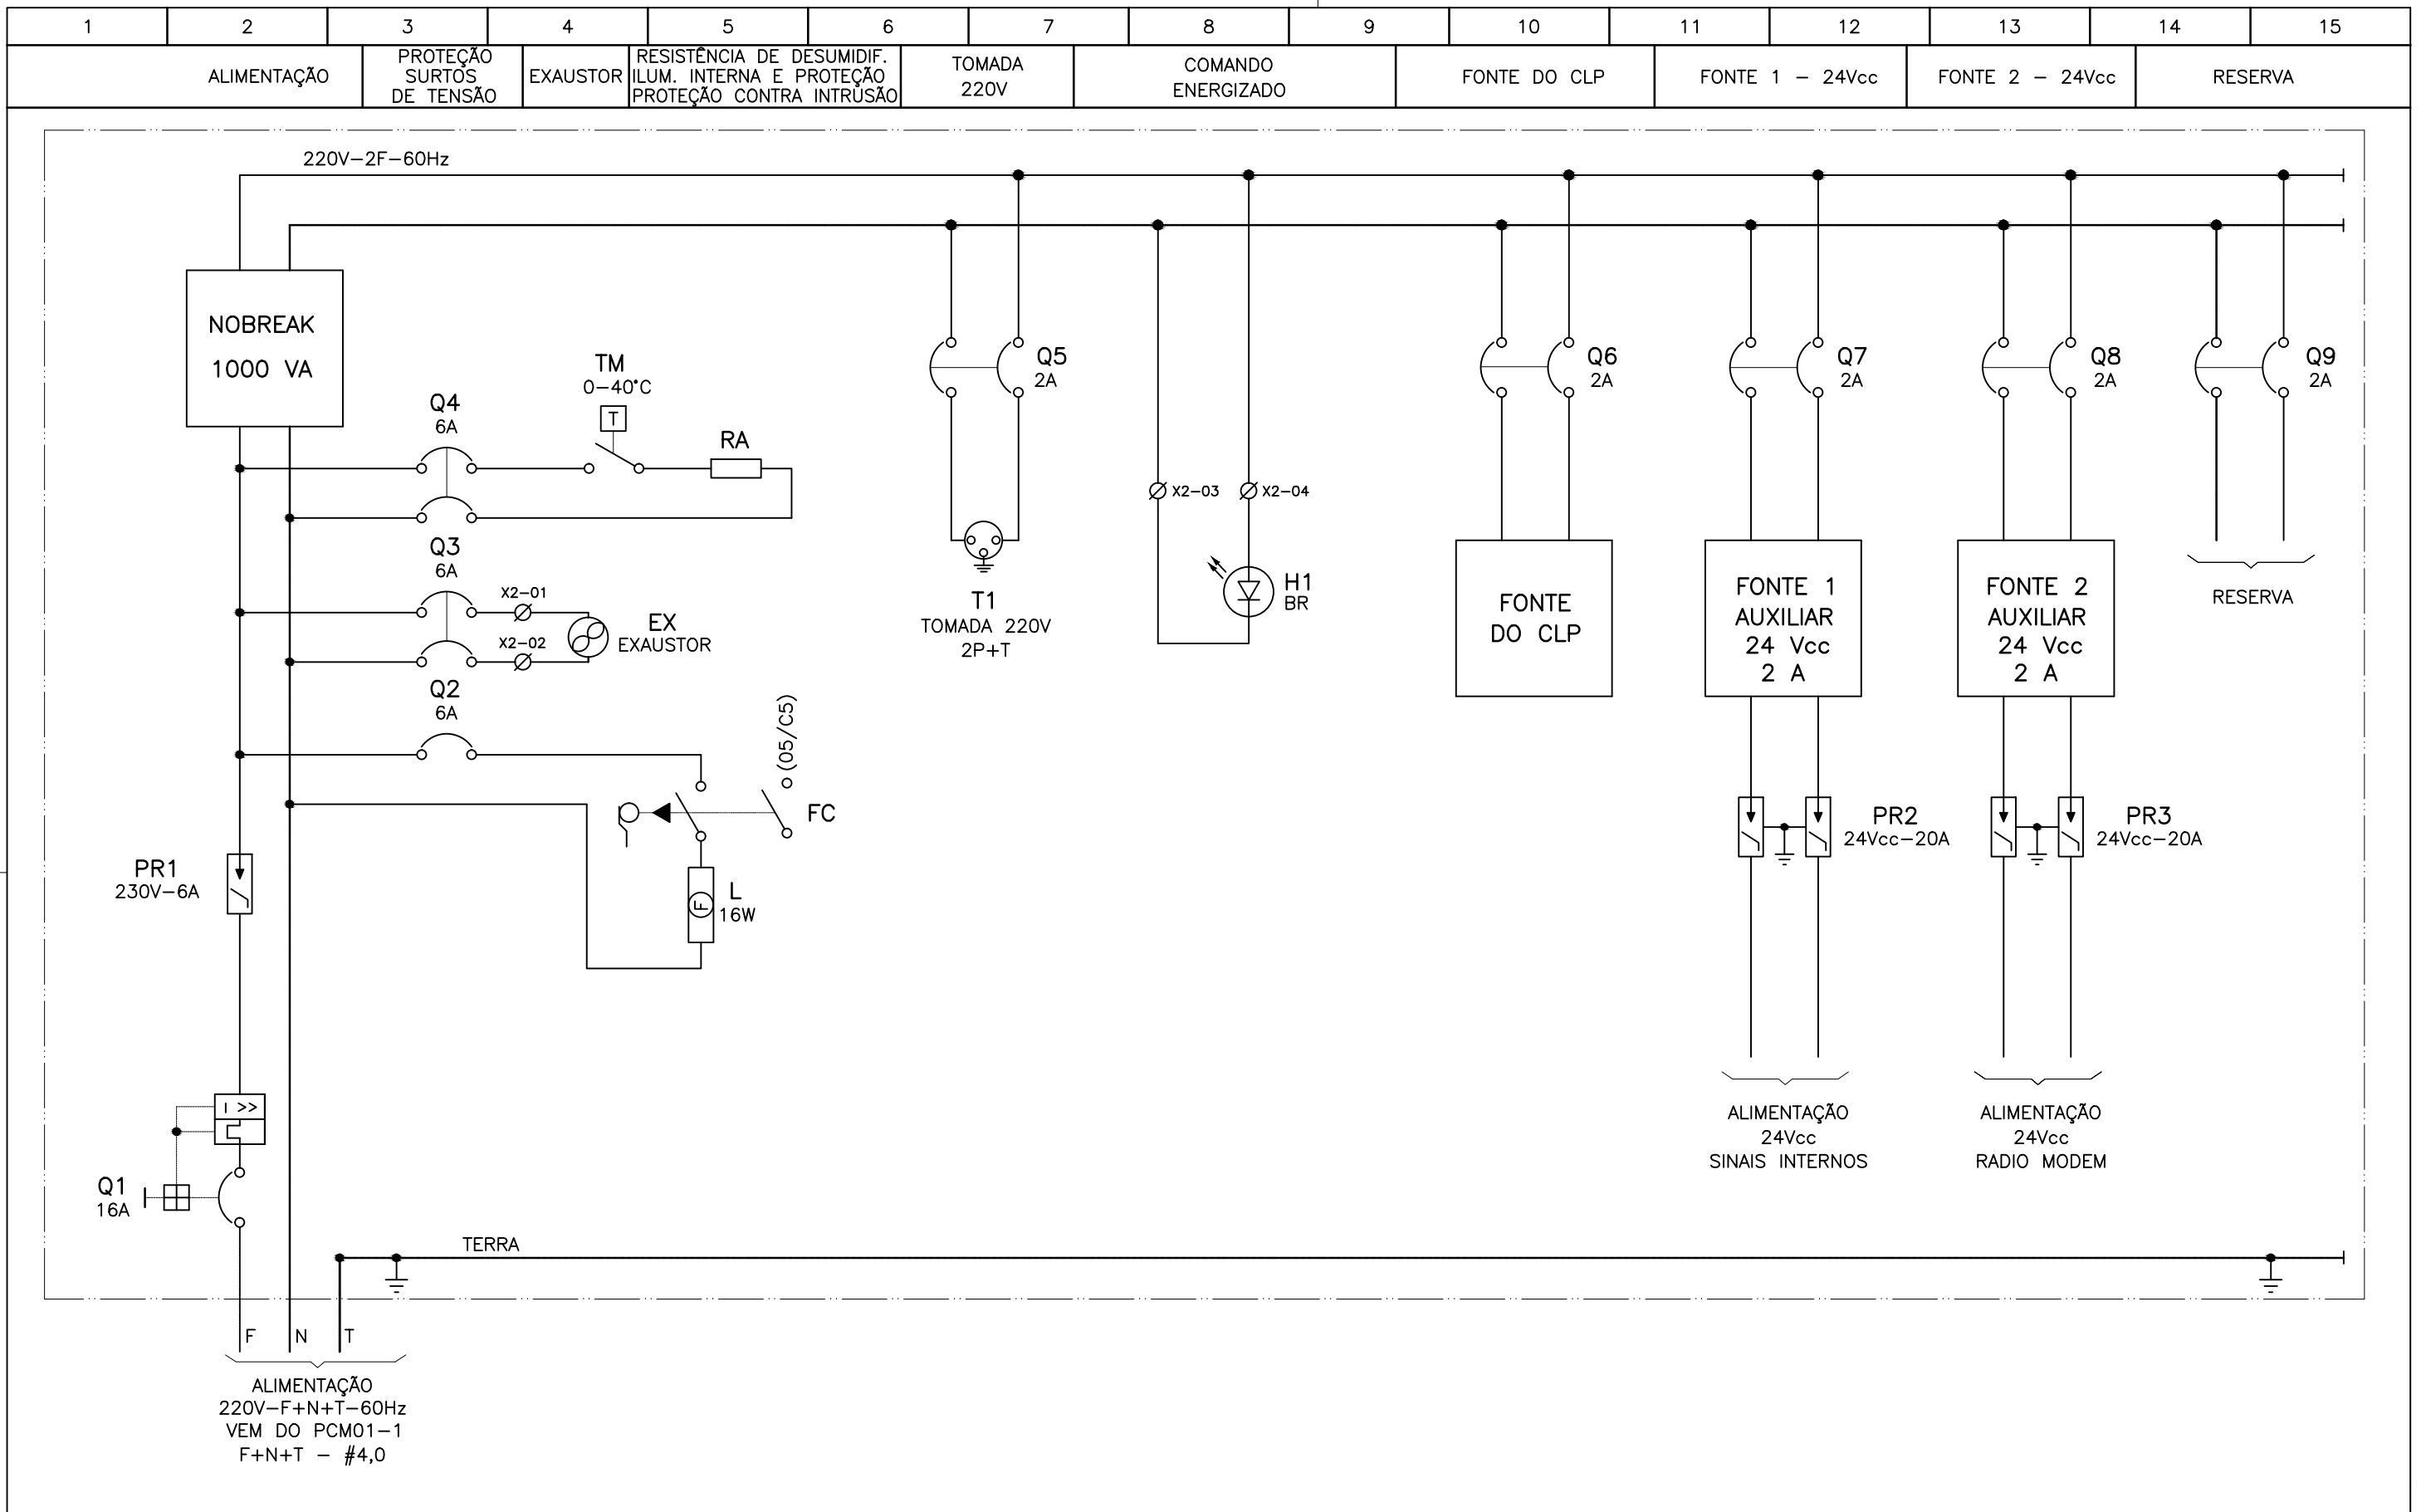 1 2 3 4 5 6 7 8 9 10 11 12 13 14 15
ALIMENTAÇÃO
PROTEÇÃO
SURTOS
DE TENSÃO
EXAUSTOR
RESISTÊNCIA DE DESUMIDIF.
ILUM. INTERNA E PROTEÇÃO
PROTEÇÃO CONTRA INTRUSÃO
TOMADA
220V
COMANDO
ENERGIZADO
FONTE DO CLP
FONTE 1 - 24Vcc
FONTE 2 - 24Vcc
RESERVA
220V-2F-60Hz
NOBREAK
1000 VA
Q4
6A
TM
0-40°C
T
RA
Q3
6A
X2-01
X2-02
EX
EXAUSTOR
Q2
6A
(05/C5)
FC
L
16W
F
PR1
230V-6A
I >>
Q1
16A
Q5
2A
T1
TOMADA 220V
2P+T
X2-03
X2-04
H1
BR
Q6
2A
FONTE
DO CLP
Q7
2A
FONTE 1
AUXILIAR
24 Vcc
2 A
PR2
24Vcc-20A
ALIMENTAÇÃO
24Vcc
SINAIS INTERNOS
Q8
2A
FONTE 2
AUXILIAR
24 Vcc
2 A
PR3
24Vcc-20A
ALIMENTAÇÃO
24Vcc
RADIO MODEM
Q9
2A
RESERVA
TERRA
F N T
ALIMENTAÇÃO
220V-F+N+T-60Hz
VEM DO PCM01-1
F+N+T - #4,0